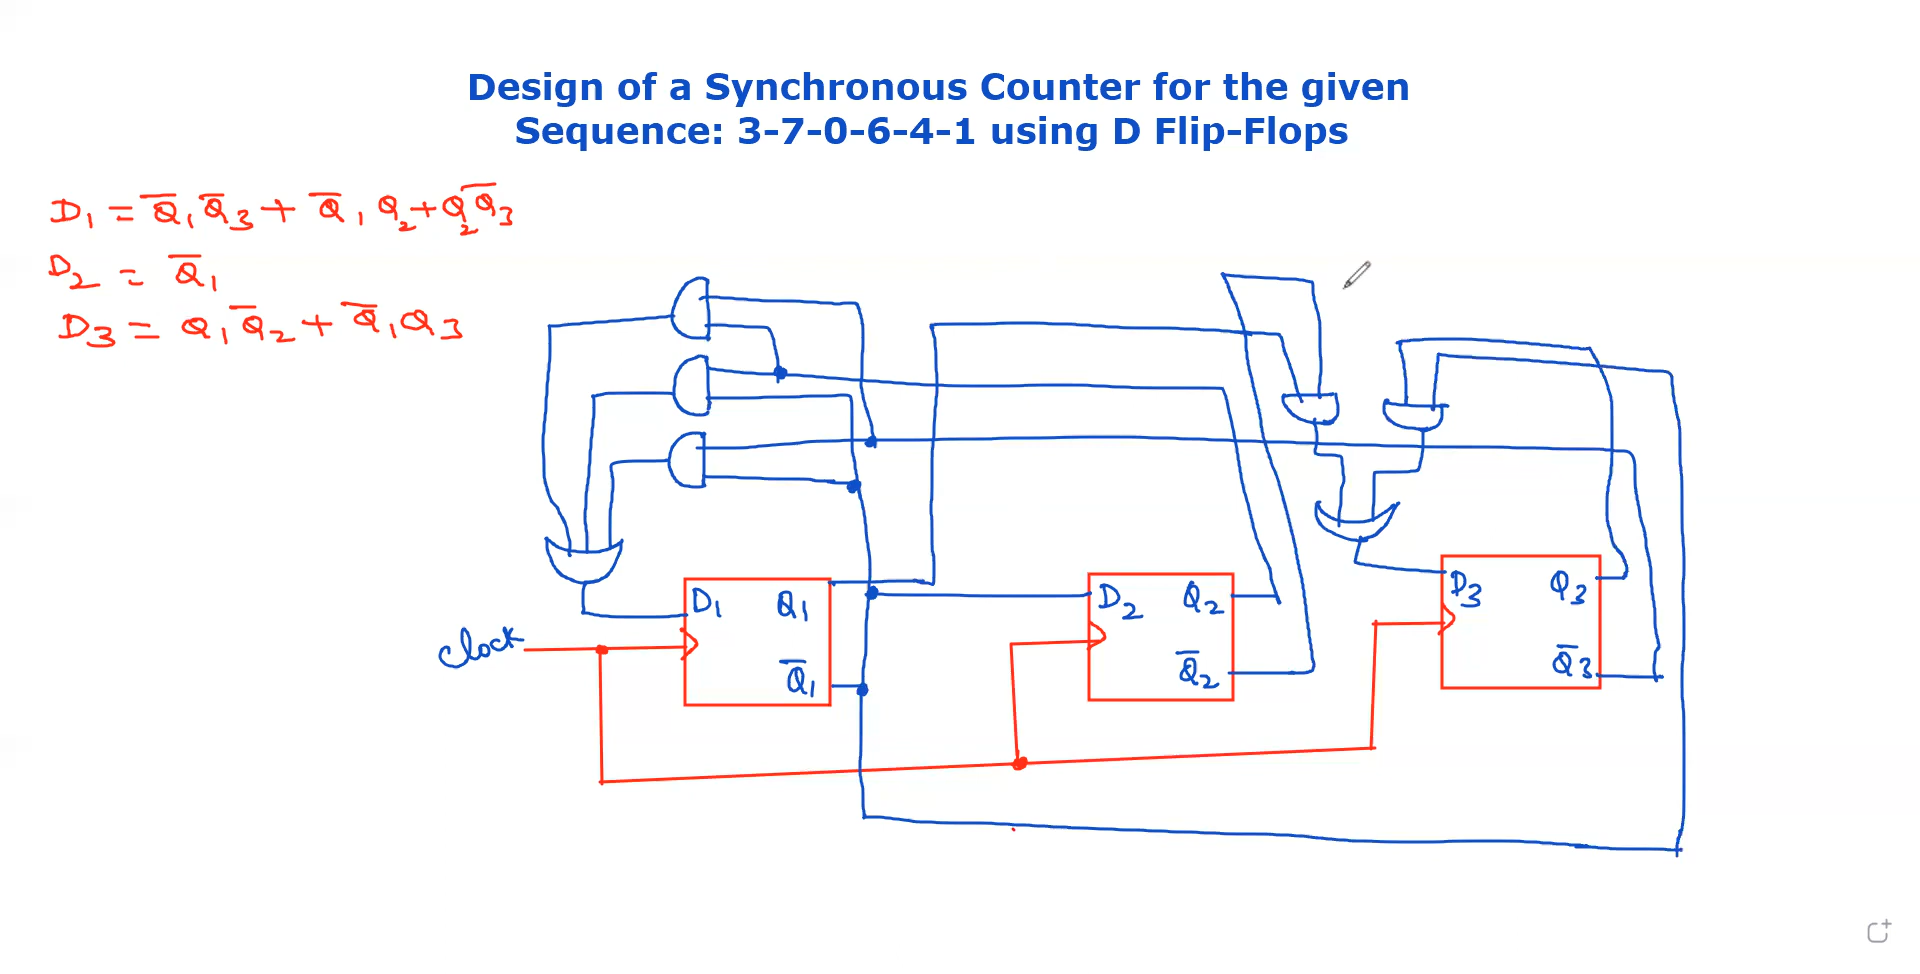 Design of a Synchronous Counter for the given
Sequence: 3-7-0-6-4-1 using D Flip-Flops
D₁ = Q̅₁Q̅₃ + Q̅₁Q₂ + Q₂Q̅₃
D₂ = Q̅₁
D₃ = Q₁Q̅₂ + Q̅₁Q₃
D₁ Q₁
D₂ Q₂
D₃ Q₃
clock
Q̅₁
Q̅₂
Q̅₃